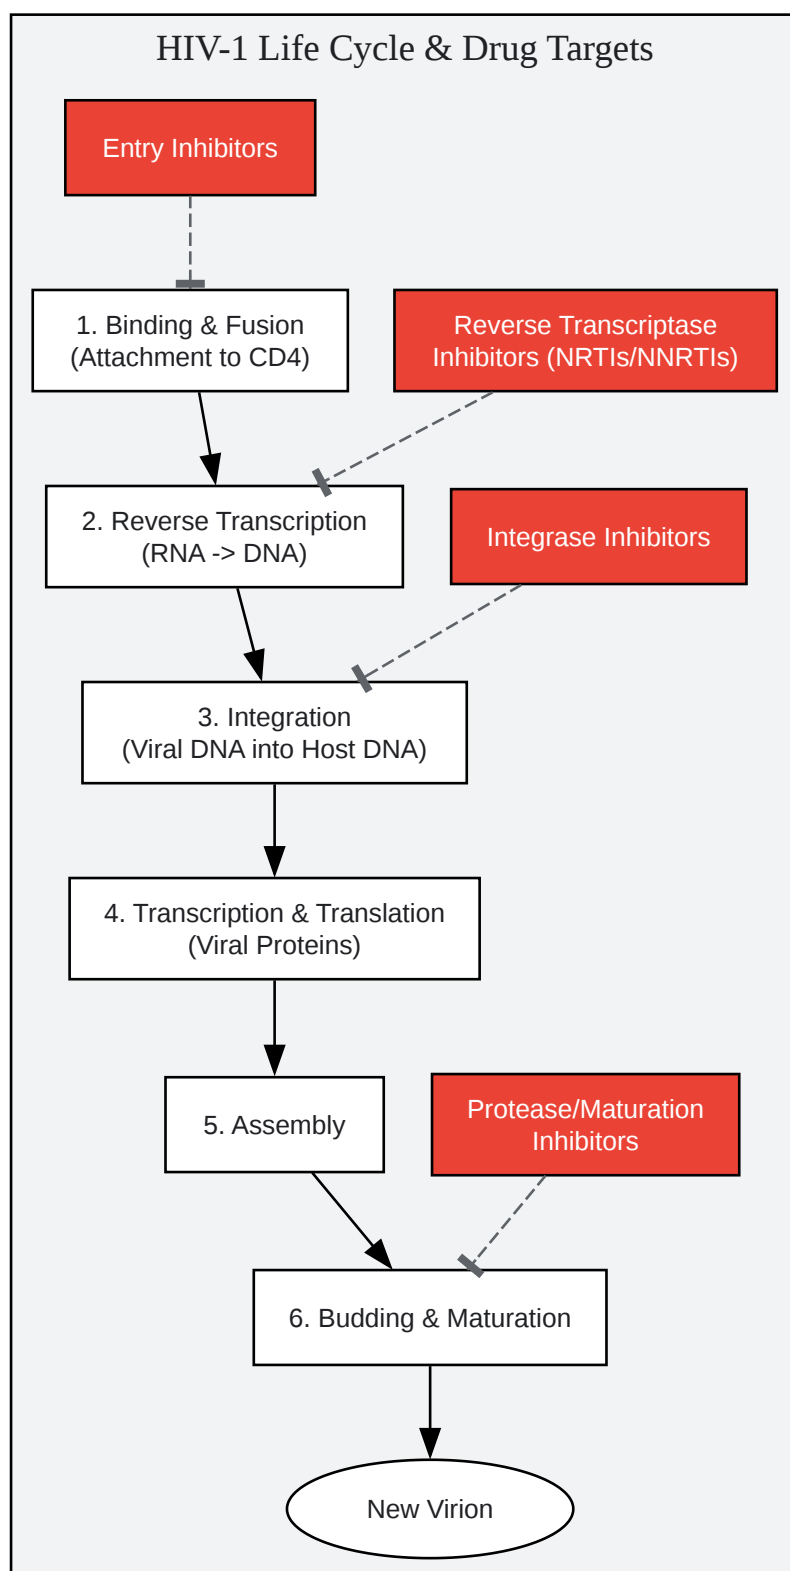 HIV-1 Life Cycle & Drug Targets
Entry Inhibitors
1. Binding & Fusion
(Attachment to CD4)
Reverse Transcriptase
Inhibitors (NRTIs/NNRTIs)
2. Reverse Transcription
(RNA -> DNA)
Integrase Inhibitors
3. Integration
(Viral DNA into Host DNA)
4. Transcription & Translation
(Viral Proteins)
5. Assembly
Protease/Maturation
Inhibitors
6. Budding & Maturation
New Virion